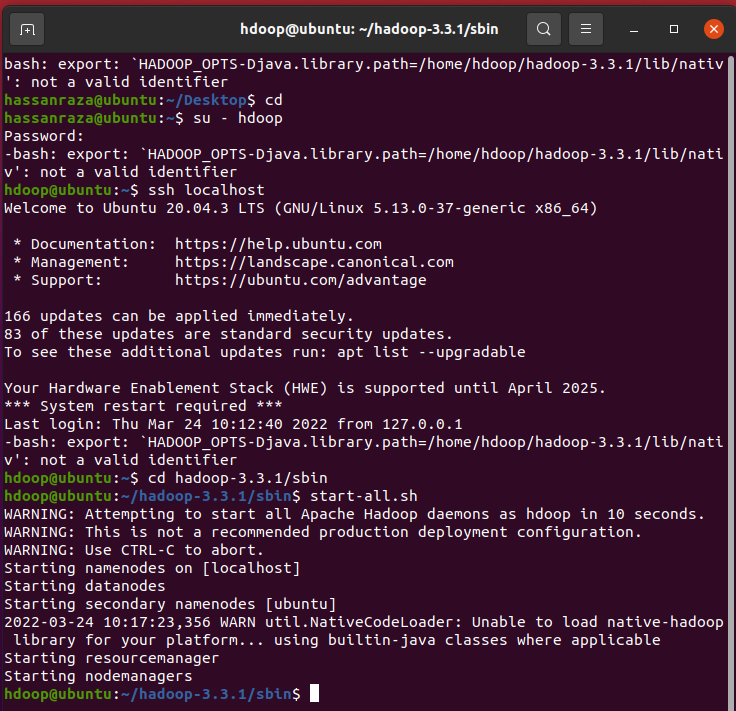 hdoop@ubuntu: ~/hadoop-3.3.1/sbin
bash: export: `HADOOP_OPTS-Djava.library.path=/home/hdoop/hadoop-3.3.1/lib/nativ
': not a valid identifier
hassanraza@ubuntu:~/Desktop$ cd
hassanraza@ubuntu:~$ su - hdoop
Password:
-bash: export: `HADOOP_OPTS-Djava.library.path=/home/hdoop/hadoop-3.3.1/lib/nati
v': not a valid identifier
hdoop@ubuntu:~$ ssh localhost
Welcome to Ubuntu 20.04.3 LTS (GNU/Linux 5.13.0-37-generic x86_64)
* Documentation:  https://help.ubuntu.com
* Management:     https://landscape.canonical.com
* Support:        https://ubuntu.com/advantage
166 updates can be applied immediately.
83 of these updates are standard security updates.
To see these additional updates run: apt list --upgradable
Your Hardware Enablement Stack (HWE) is supported until April 2025.
*** System restart required ***
Last login: Thu Mar 24 10:12:40 2022 from 127.0.0.1
-bash: export: `HADOOP_OPTS-Djava.library.path=/home/hdoop/hadoop-3.3.1/lib/nati
v': not a valid identifier
hdoop@ubuntu:~$ cd hadoop-3.3.1/sbin
hdoop@ubuntu:~/hadoop-3.3.1/sbin$ start-all.sh
WARNING: Attempting to start all Apache Hadoop daemons as hdoop in 10 seconds.
WARNING: This is not a recommended production deployment configuration.
WARNING: Use CTRL-C to abort.
Starting namenodes on [localhost]
Starting datanodes
Starting secondary namenodes [ubuntu]
2022-03-24 10:17:23,356 WARN util.NativeCodeLoader: Unable to load native-hadoop
library for your platform... using builtin-java classes where applicable
Starting resourcemanager
Starting nodemanagers
hdoop@ubuntu:~/hadoop-3.3.1/sbin$